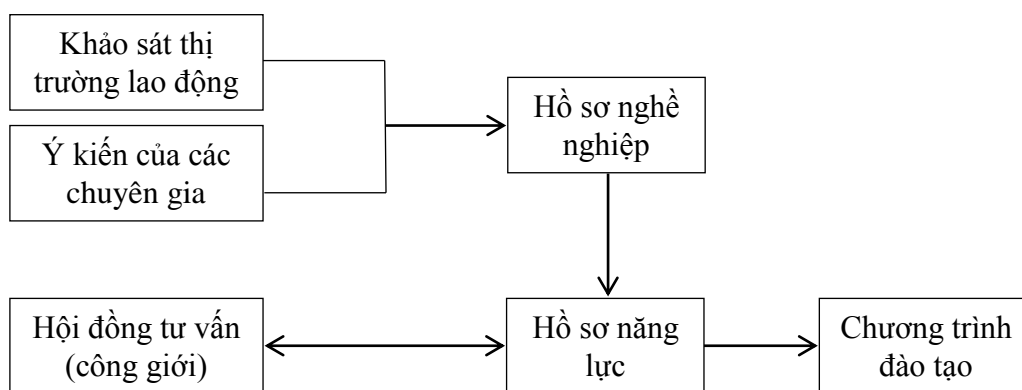 Khảo sát thị
trường lao động
Ý kiến của các
chuyên gia
Hồ sơ nghề
nghiệp
Hội đồng tư vấn
(công giới)
Hồ sơ năng
lực
Chương trình
đào tạo